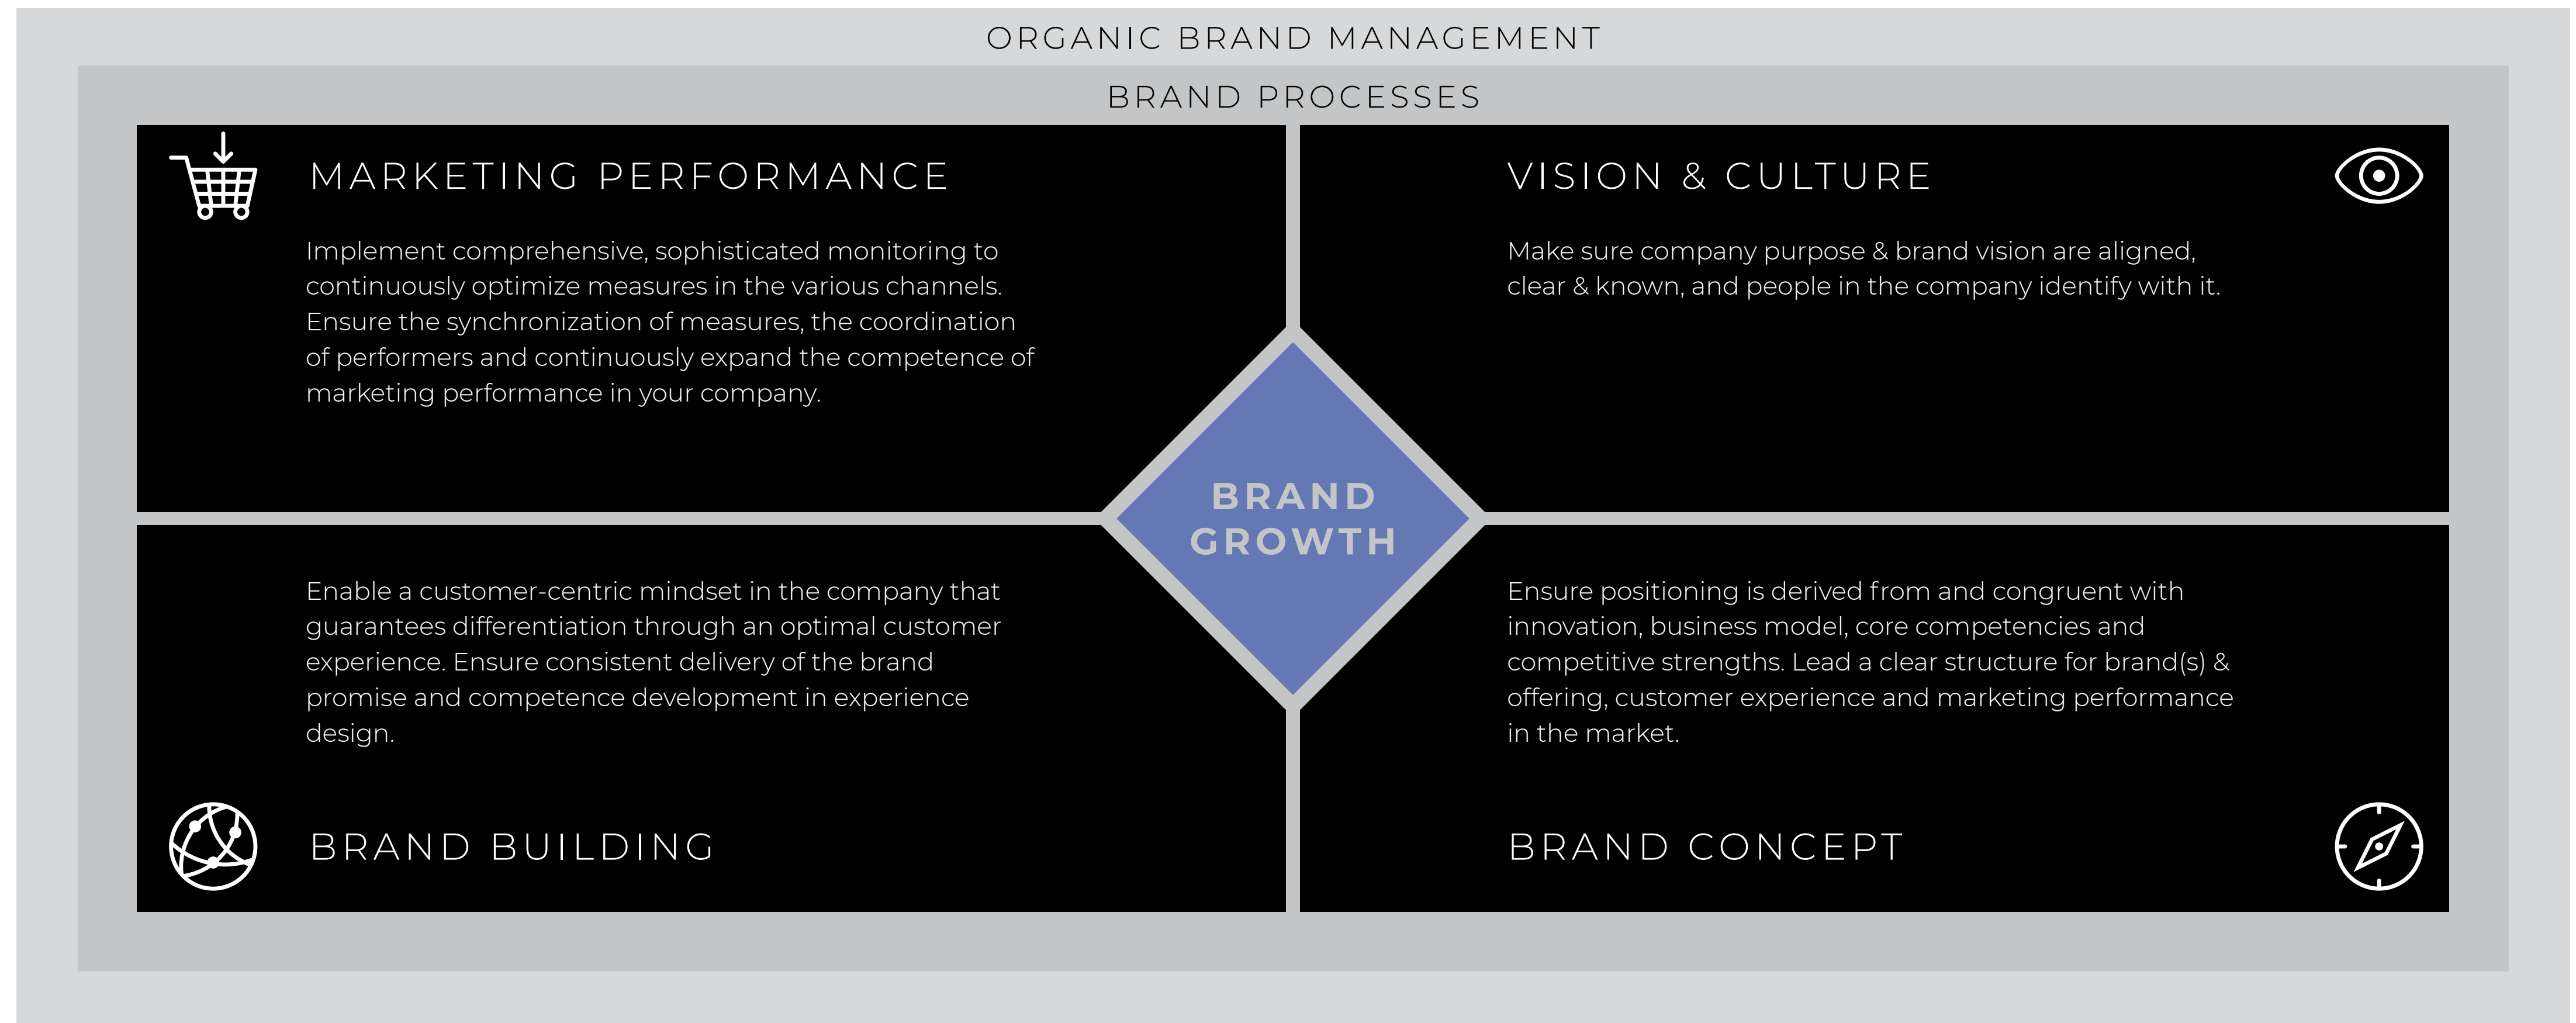 ORGANIC BRAND MANAGEMENT
BRAND PROCESSES
MARKETING PERFORMANCE
Implement comprehensive, sophisticated monitoring to
continuously optimize measures in the various channels.
Ensure the synchronization of measures, the coordination
of performers and continuously expand the competence of
marketing performance in your company.
VISION & CULTURE
Make sure company purpose & brand vision are aligned,
clear & known, and people in the company identify with it.
BRAND
GROWTH
Enable a customer-centric mindset in the company that
guarantees differentiation through an optimal customer
experience. Ensure consistent delivery of the brand
promise and competence development in experience
design.
BRAND BUILDING
Ensure positioning is derived from and congruent with
innovation, business model, core competencies and
competitive strengths. Lead a clear structure for brand(s) &
offering, customer experience and marketing performance
in the market.
BRAND CONCEPT